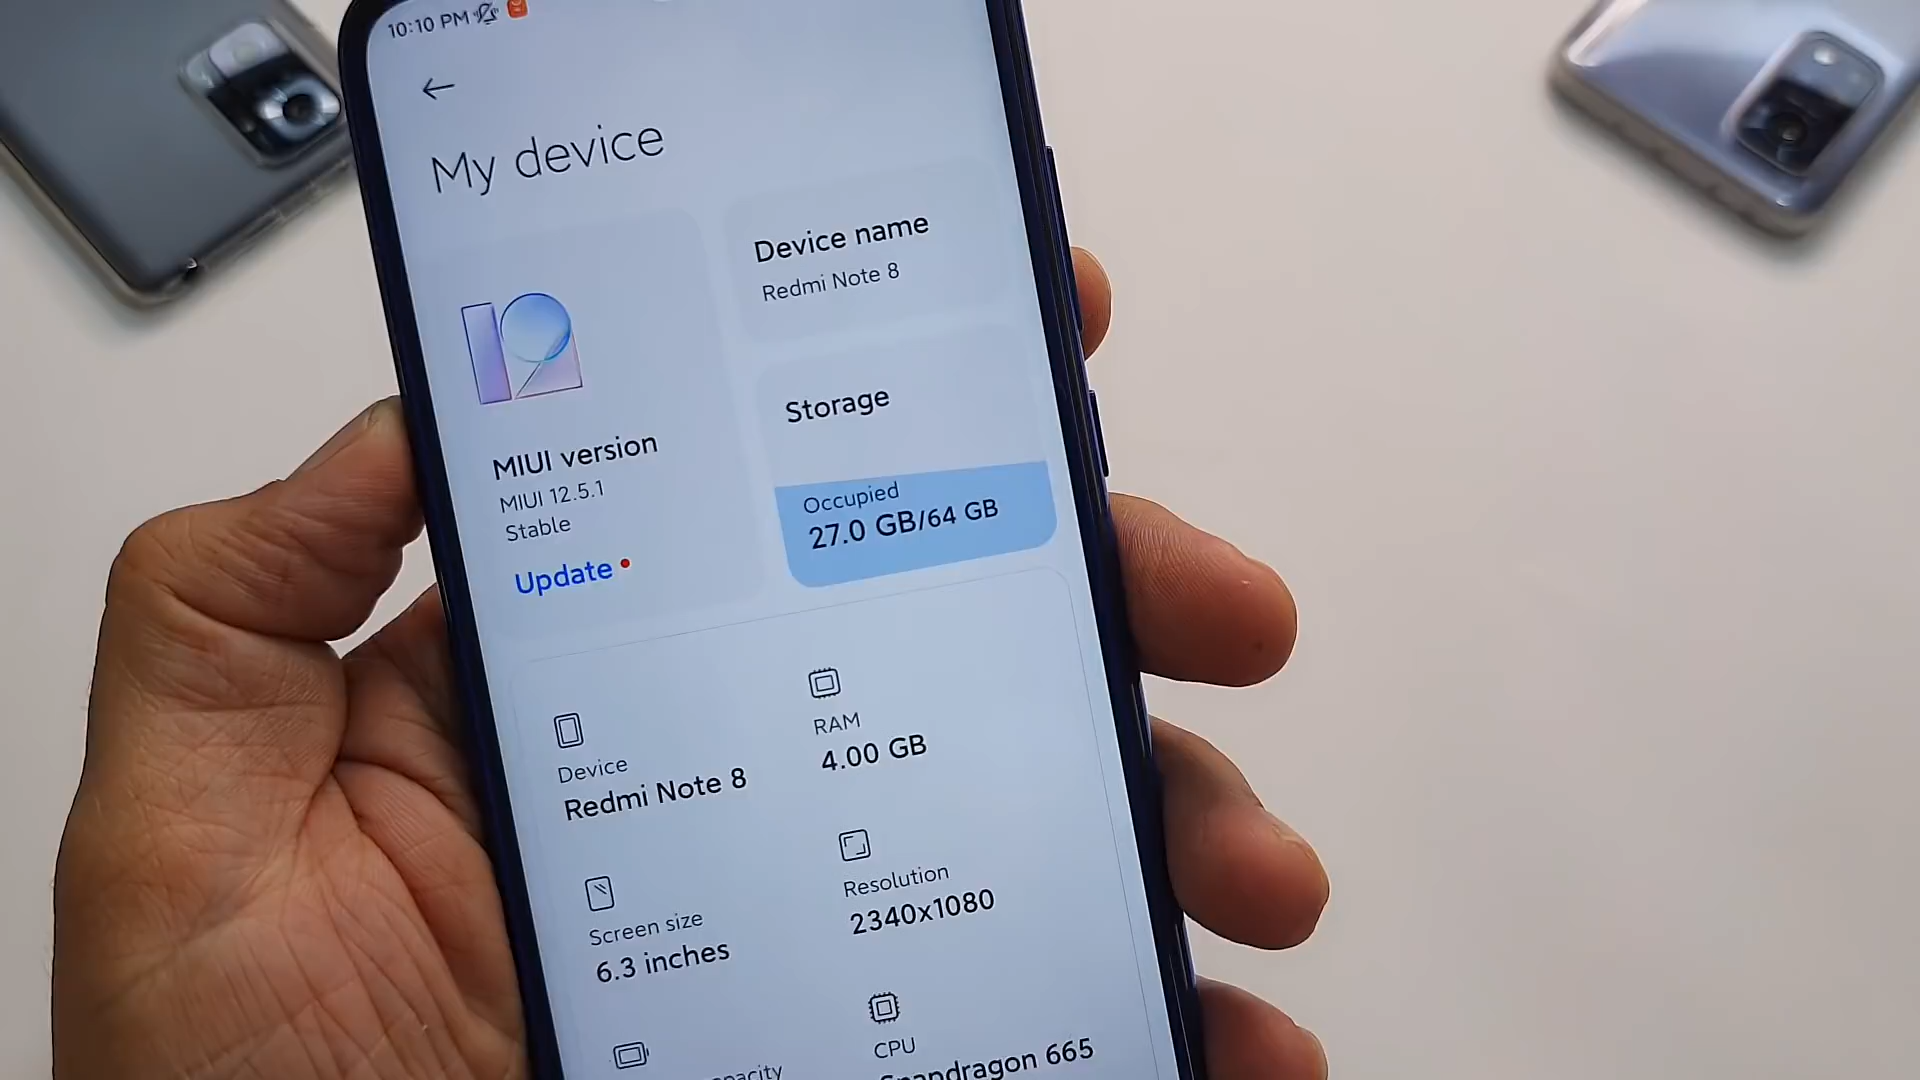 10:10 PM
My device
Device name
Redmi Note 8
Storage
Occupied
27.0 GB/64 GB
MIUI version
MIUI 12.5.1
Stable
Update
Device
Redmi Note 8
RAM
4.00 GB
Screen size
6.3 inches
Resolution
2340x1080
CPU
Snapdragon 665